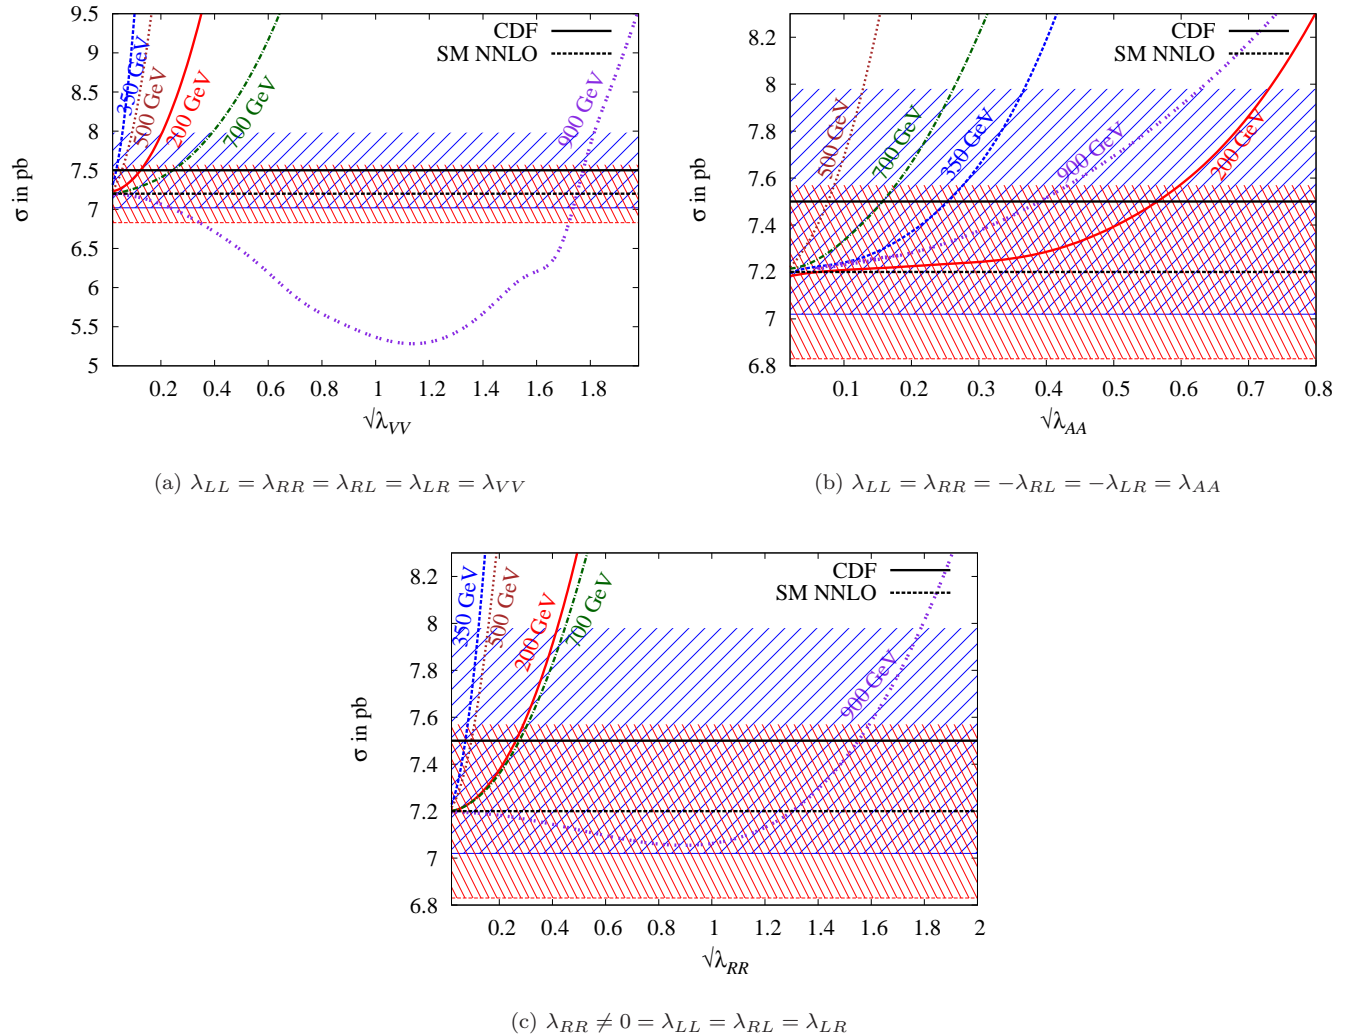 9.5
9
8.5
8
7.5
7
6.5
6
5.5
5
σ in pb
350 GeV
500 GeV
200 GeV
700 GeV
900 GeV
CDF
SM NNLO
0.2 0.4 0.6 0.8 1 1.2 1.4 1.6 1.8
√λVV
(a) λLL = λRR = λRL = λLR = λVV
8.2
8
7.8
7.6
7.4
7.2
7
6.8
σ in pb
500 GeV
700 GeV
350 GeV
900 GeV
200 GeV
CDF
SM NNLO
0.1 0.2 0.3 0.4 0.5 0.6 0.7 0.8
√λAA
(b) λLL = λRR = −λRL = −λLR = λAA
8.2
8
7.8
7.6
7.4
7.2
7
6.8
σ in pb
350 GeV
500 GeV
200 GeV
700 GeV
900 GeV
CDF
SM NNLO
0.2 0.4 0.6 0.8 1 1.2 1.4 1.6 1.8 2
√λRR
(c) λRR ≠ 0 = λLL = λRL = λLR